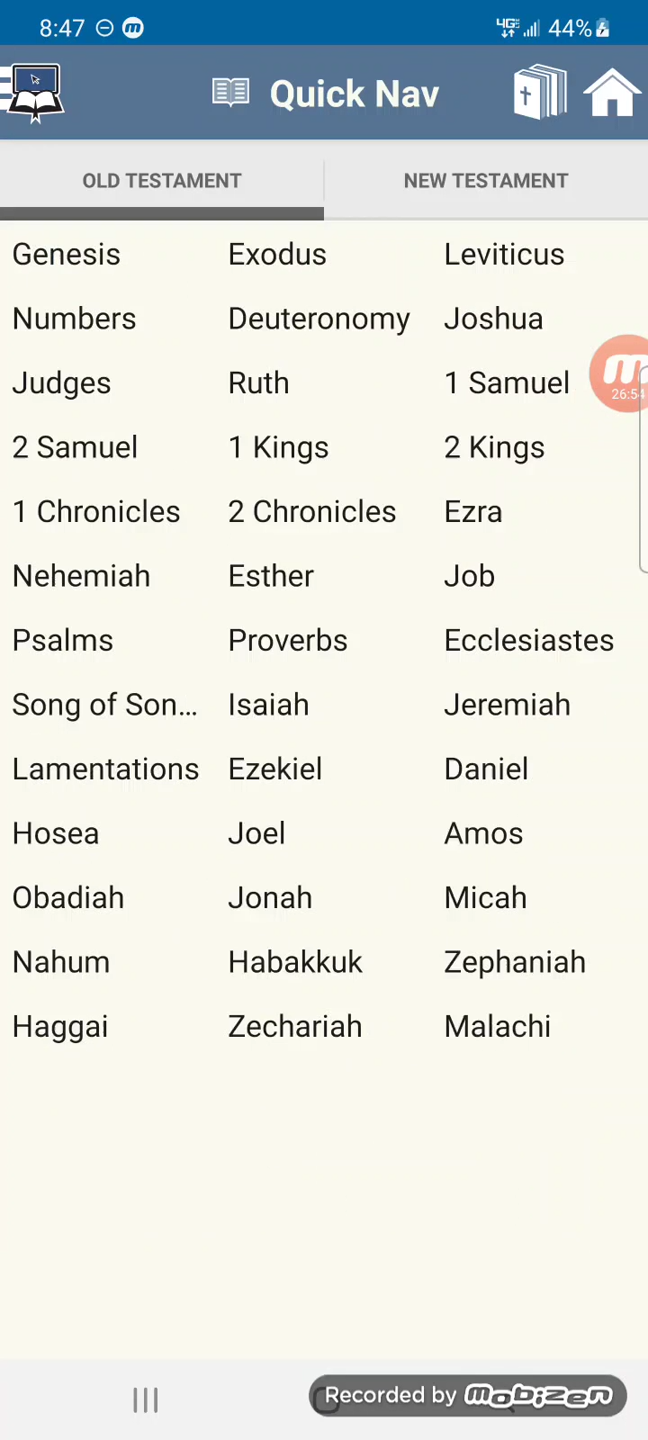 8:47 4G 44%
Quick Nav
OLD TESTAMENT NEW TESTAMENT
Genesis Exodus Leviticus
Numbers Deuteronomy Joshua
Judges Ruth 1 Samuel
26:54
2 Samuel 1 Kings 2 Kings
1 Chronicles 2 Chronicles Ezra
Nehemiah Esther Job
Psalms Proverbs Ecclesiastes
Song of Son... Isaiah Jeremiah
Lamentations Ezekiel Daniel
Hosea Joel Amos
Obadiah Jonah Micah
Nahum Habakkuk Zephaniah
Haggai Zechariah Malachi
Recorded by mobizen